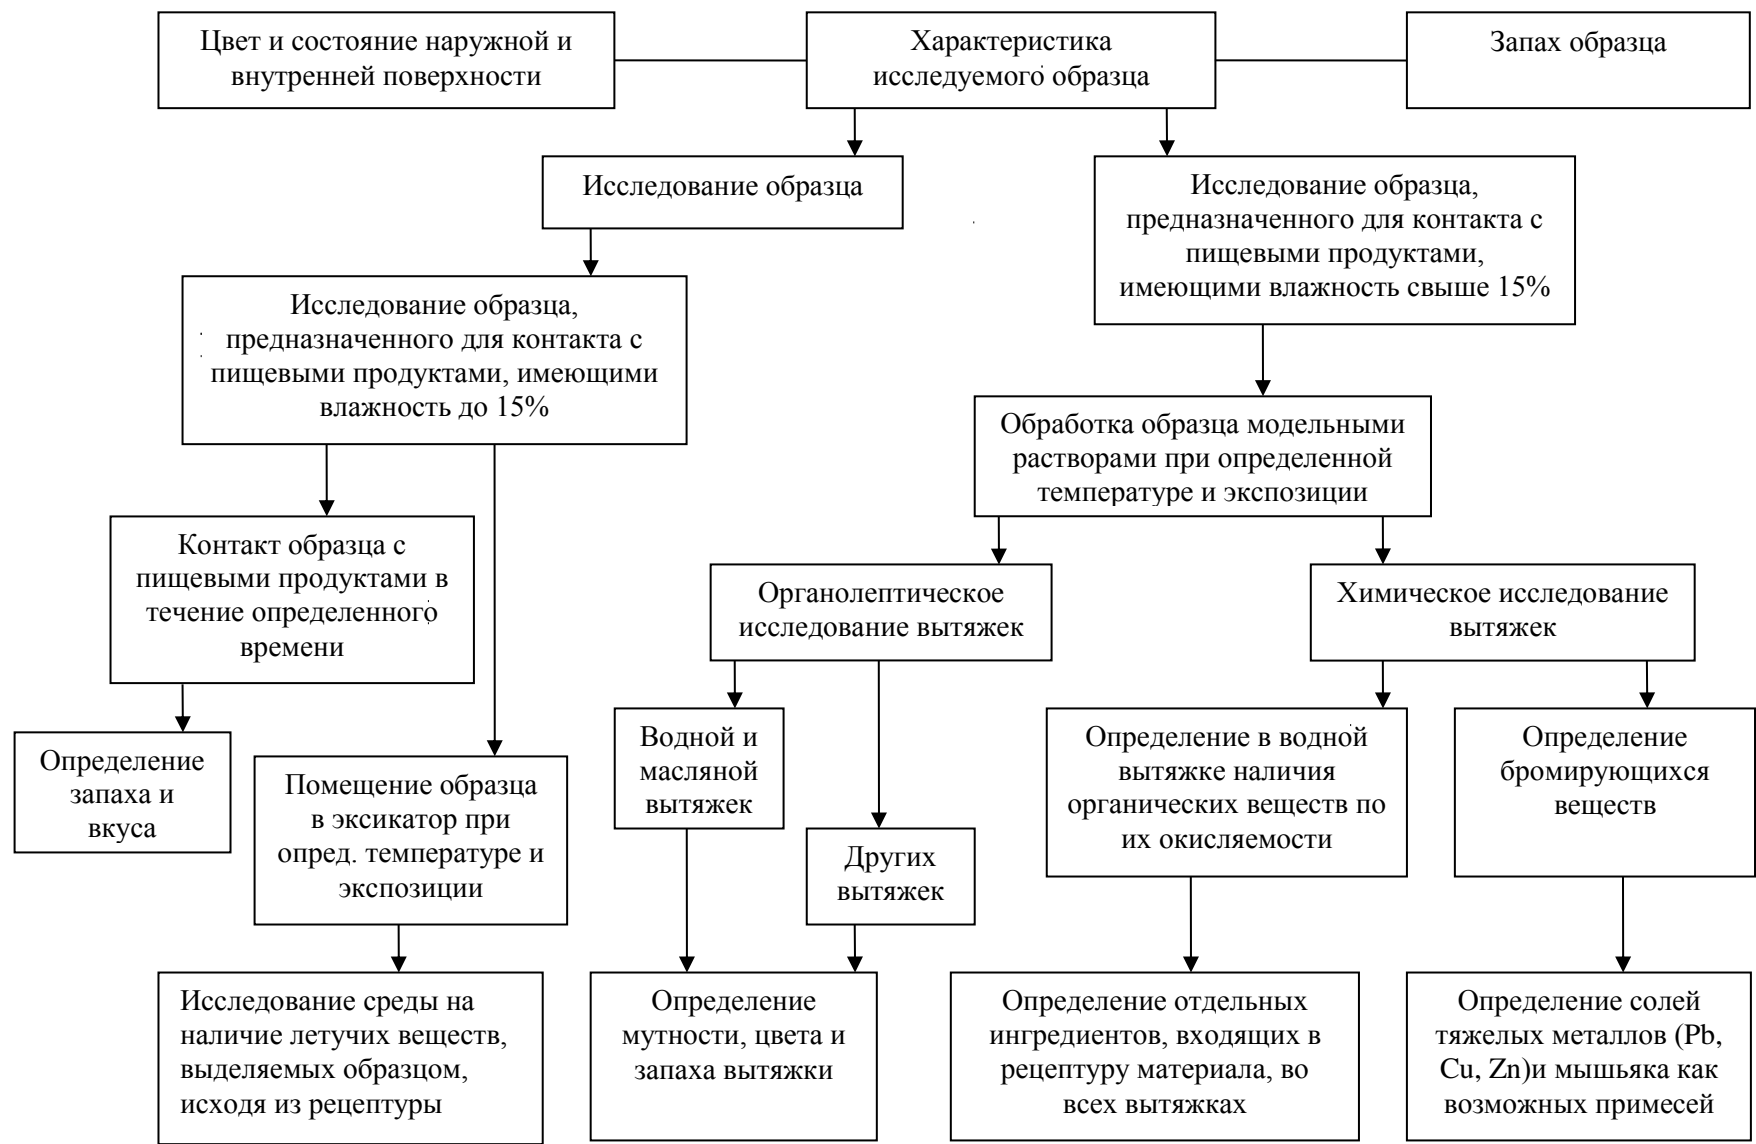 Цвет и состояние наружной и
внутренней поверхности
Характеристика
исследуемого образца
Запах образца
Исследование образца
Исследование образца,
предназначенного для контакта с
пищевыми продуктами,
имеющими влажность свыше 15%
Исследование образца,
предназначенного для контакта с
пищевыми продуктами, имеющими
влажность до 15%
Обработка образца модельными
растворами при определенной
температуре и экспозиции
Контакт образца с
пищевыми продуктами в
течение определенного
времени
Органолептическое
исследование вытяжек
Химическое исследование
вытяжек
Определение
запаха и
вкуса
Помещение образца
в эксикатор при
опред. температуре и
экспозиции
Водной и
масляной
вытяжек
Других
вытяжек
Определение в водной
вытяжке наличия
органических веществ по
их окисляемости
Определение
бромирующихся
веществ
Исследование среды на
наличие летучих веществ,
выделяемых образцом,
исходя из рецептуры
Определение
мутности, цвета и
запаха вытяжки
Определение отдельных
ингредиентов, входящих в
рецептуру материала, во
всех вытяжках
Определение солей
тяжелых металлов (Pb,
Cu, Zn)и мышьяка как
возможных примесей